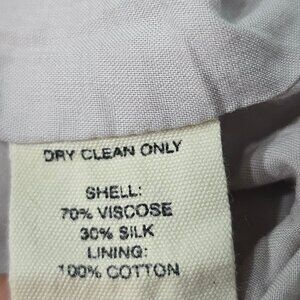 DRY CLEAN ONLY
SHELL:
70% VISCOSE
30% SILK
LINING:
100% COTTON